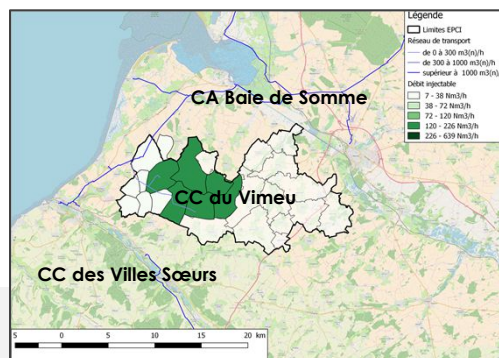 Légende
Limites EPCI
Réseau de transport
de 0 à 300 m3(n)/h
de 300 à 1000 m3(n)/h
supérieur à 1000 m3(n)/h
Débit injectable
7 - 38 Nm3/h
38 - 72 Nm3/h
72 - 120 Nm3/h
120 - 226 Nm3/h
226 - 639 Nm3/h
CA Baie de Somme
CC du Vimeu
CC des Villes Sœurs
5 0 5 10 15 20 km